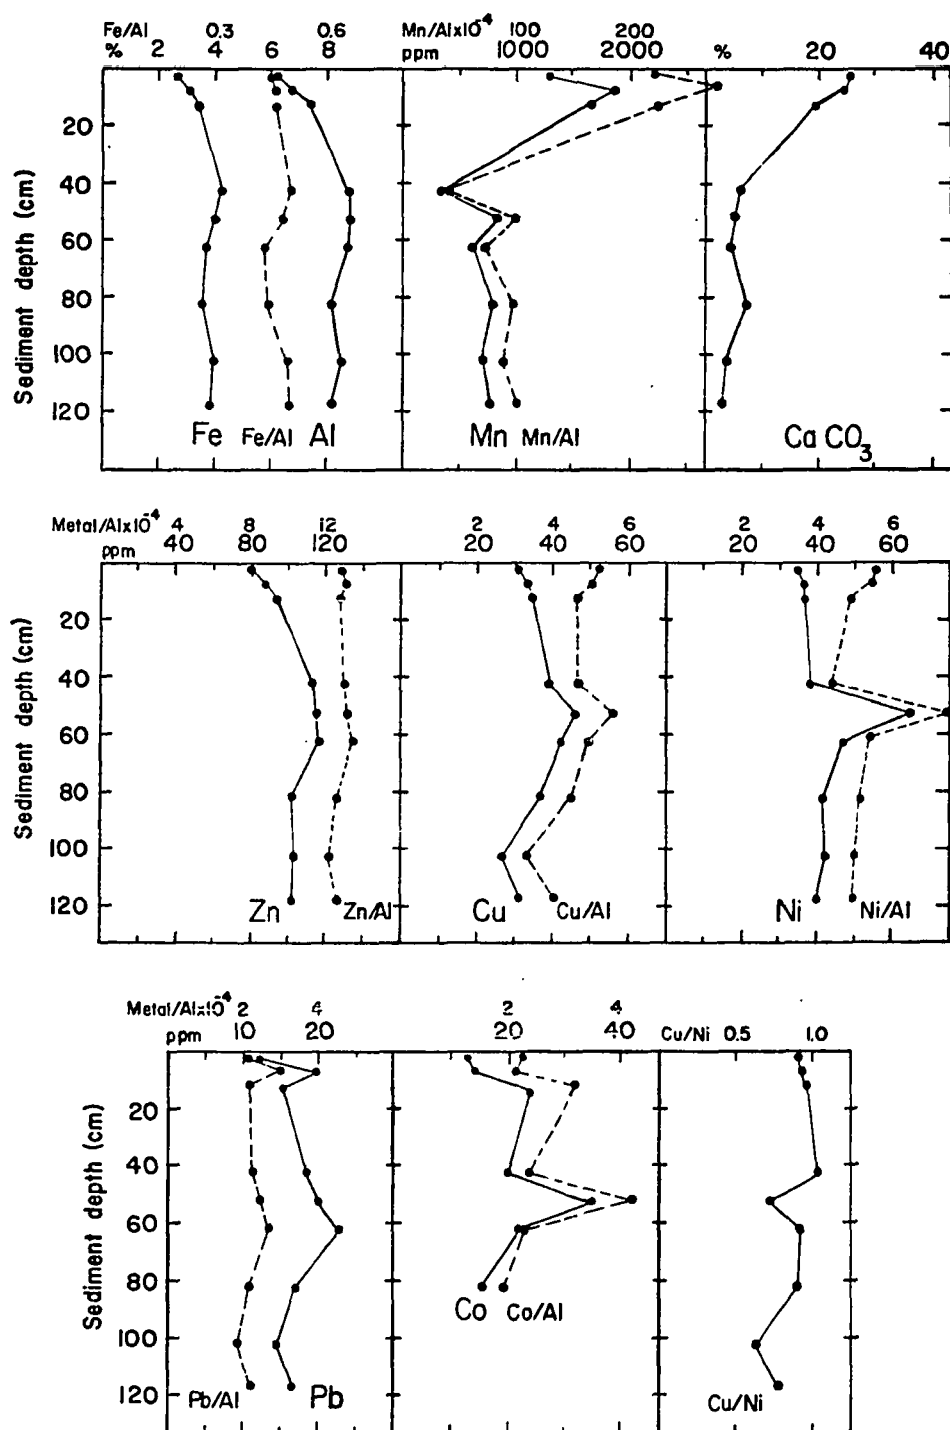 Fe/Al 0.3 0.6 Mn/Al×10⁻⁴ 100 200
% 2 4 6 8 ppm 1000 2000 % 20 40
20
40
60
80
100
120
Sediment depth (cm)
Fe Fe/Al Al Mn Mn/Al CaCO₃
Metal/Al×10⁻⁴ 4 8 12 2 4 6 2 4 6
ppm 40 80 120 20 40 60 20 40 60
20
40
60
80
100
120
Sediment depth (cm)
Zn Zn/Al Cu Cu/Al Ni Ni/Al
Metal/Al×10⁻⁴ 2 4 2 4
ppm 10 20 20 40 Cu/Ni 0.5 1.0
20
40
60
80
100
120
Sediment depth (cm)
Co Co/Al
Pb/Al Pb Cu/Ni